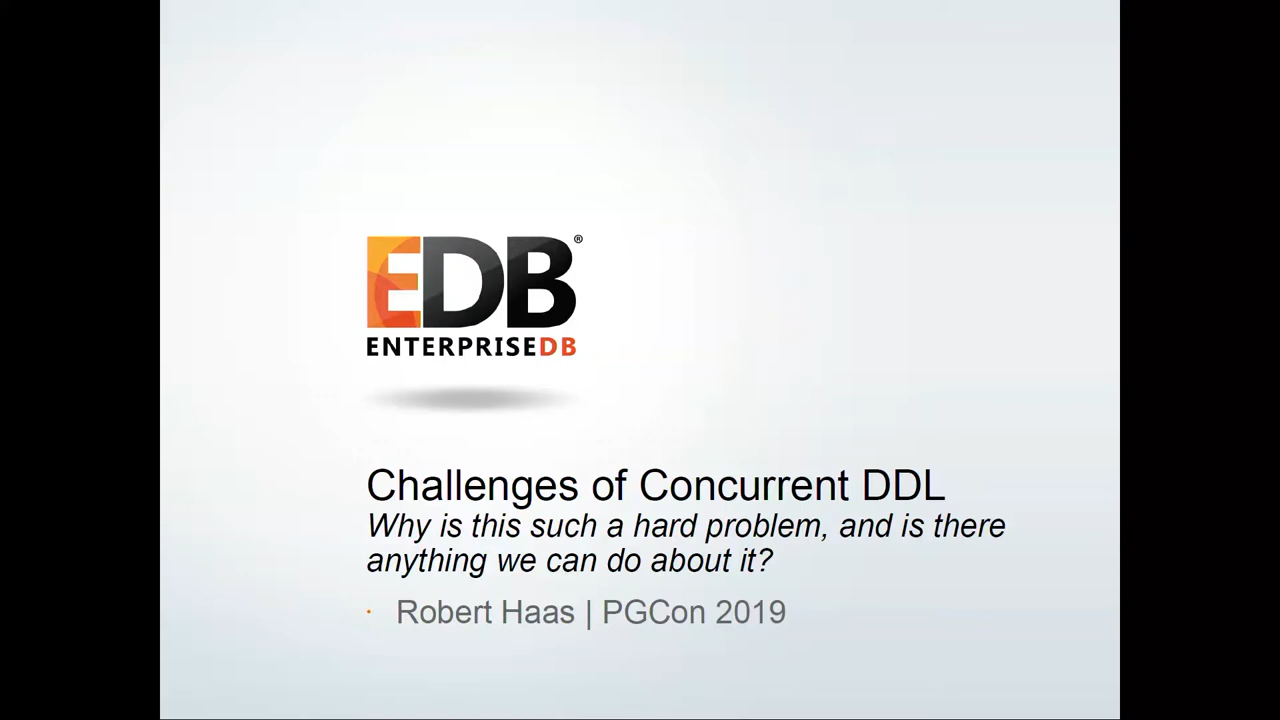 EDB®
ENTERPRISEDB
Challenges of Concurrent DDL
Why is this such a hard problem, and is there
anything we can do about it?
· Robert Haas | PGCon 2019